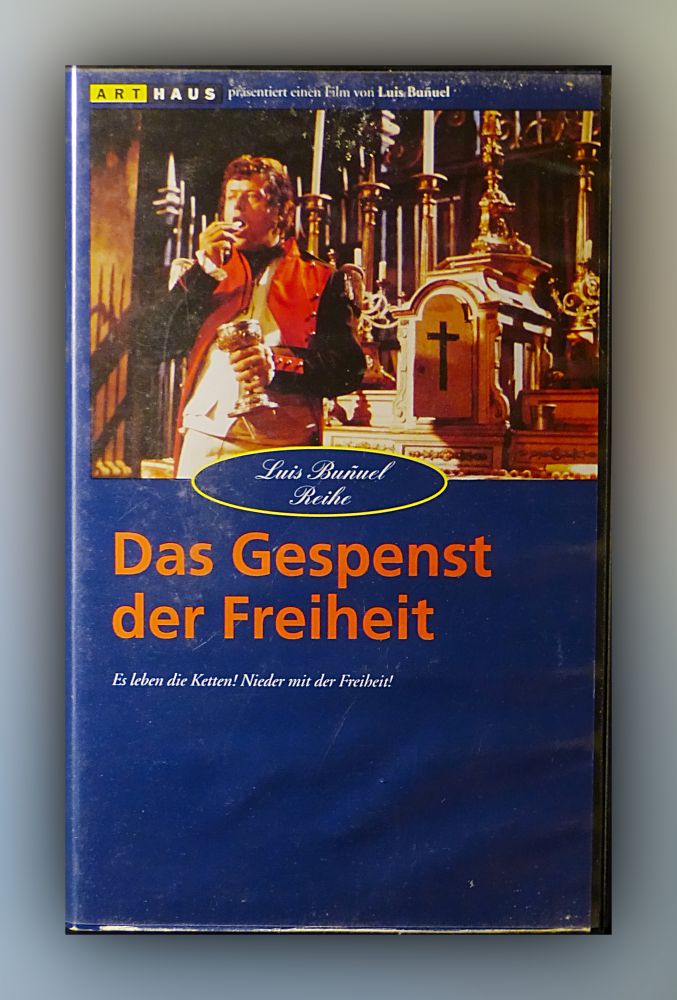 ART HAUS präsentiert einen Film von Luis Buñuel
Luis Buñuel
Reihe
Das Gespenst
der Freiheit
Es leben die Ketten! Nieder mit der Freiheit!